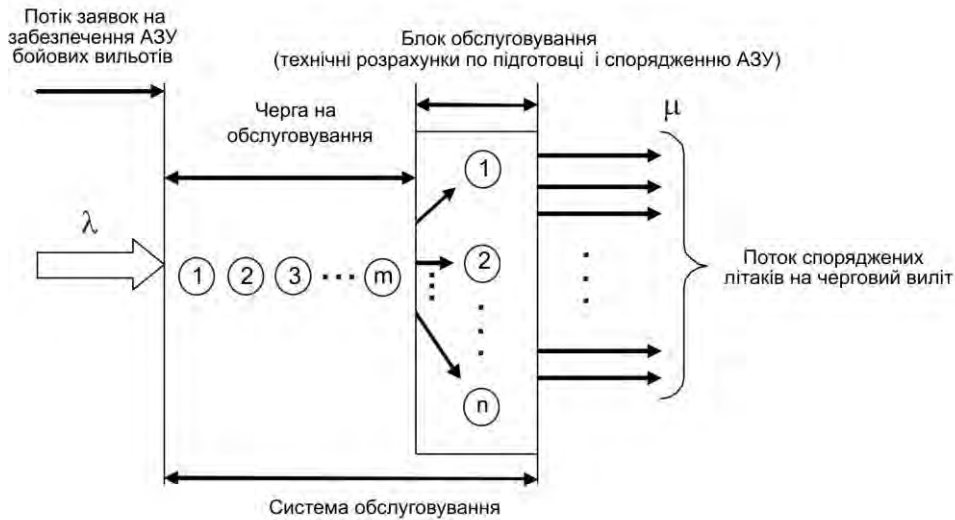 Потік заявок на
забезпечення АЗУ
бойових вильотів
Блок обслуговування
(технічні розрахунки по підготовці і спорядженню АЗУ)
Черга на
обслуговування
μ
λ
1 2 3 m
1
2
n
Поток споряджених
літаків на черговий виліт
Система обслуговування